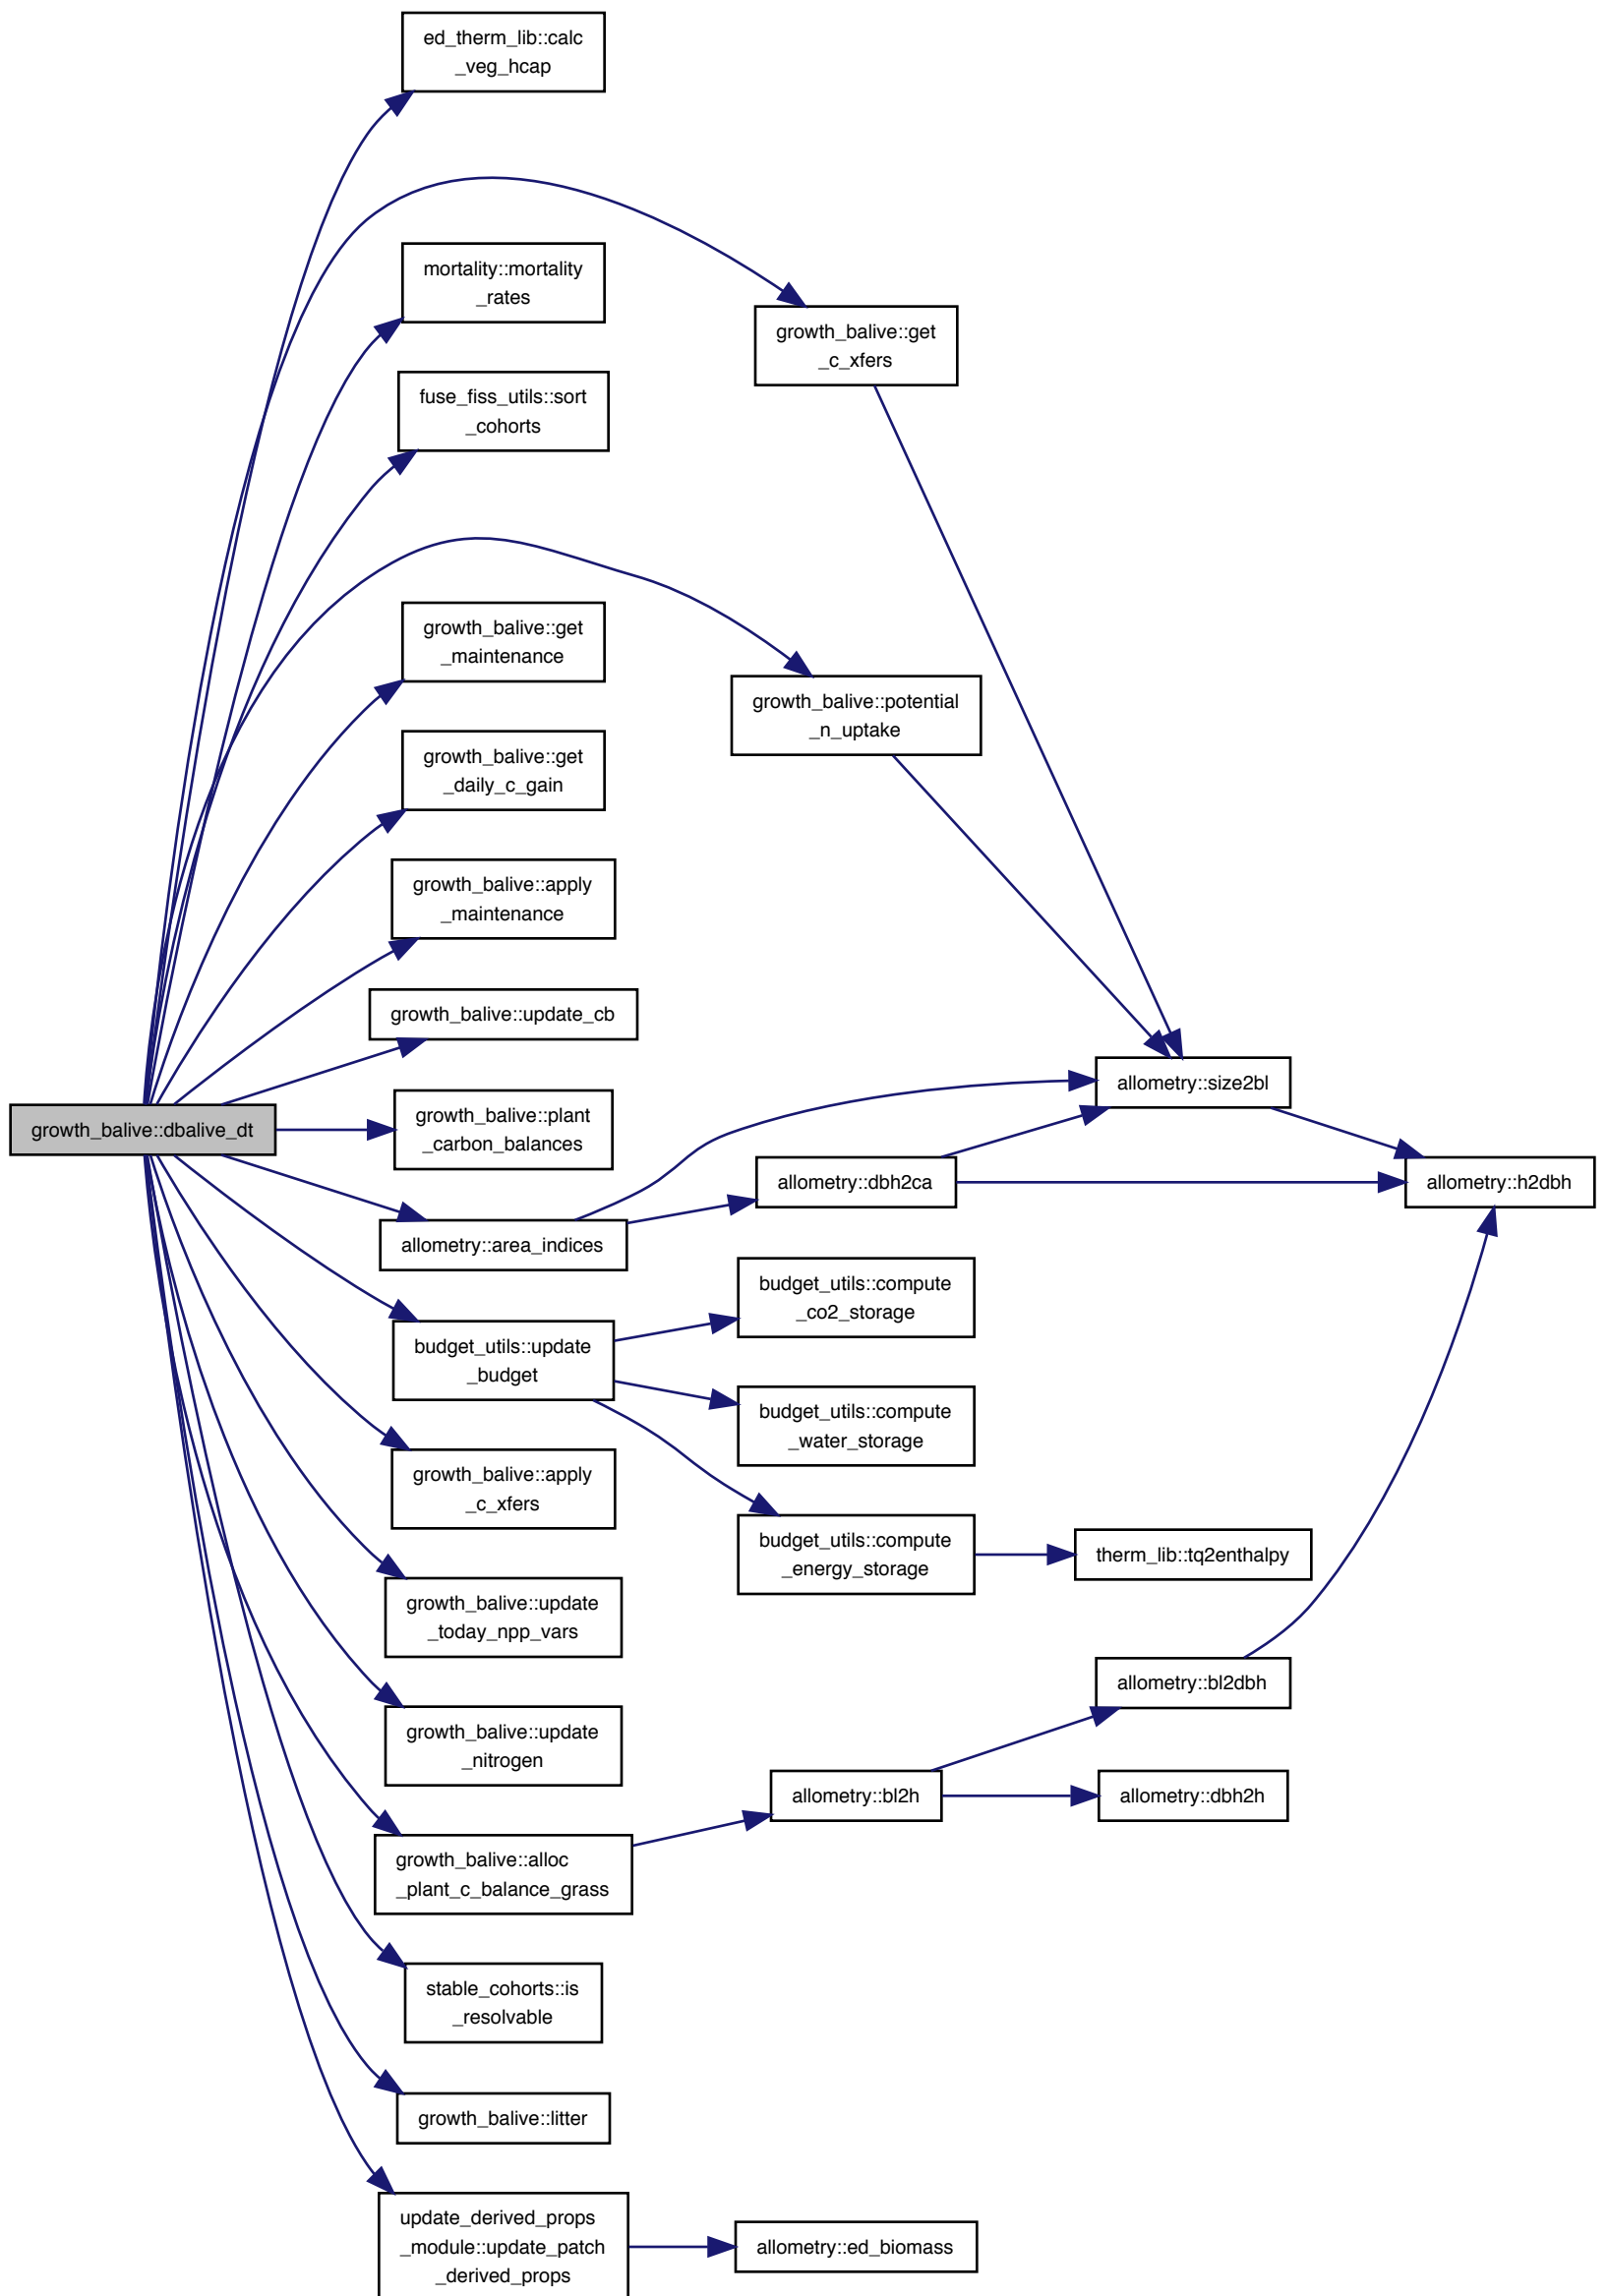 ed_therm_lib::calc
_veg_hcap
mortality::mortality
_rates
growth_balive::get
_c_xfers
fuse_fiss_utils::sort
_cohorts
growth_balive::get
_maintenance
growth_balive::potential
_n_uptake
growth_balive::get
_daily_c_gain
growth_balive::apply
_maintenance
growth_balive::update_cb
allometry::size2bl
growth_balive::dbalive_dt
growth_balive::plant
_carbon_balances
allometry::dbh2ca
allometry::h2dbh
allometry::area_indices
budget_utils::compute
_co2_storage
budget_utils::update
_budget
budget_utils::compute
_water_storage
growth_balive::apply
_c_xfers
budget_utils::compute
_energy_storage
therm_lib::tq2enthalpy
growth_balive::update
_today_npp_vars
allometry::bl2dbh
growth_balive::update
_nitrogen
allometry::bl2h
allometry::dbh2h
growth_balive::alloc
_plant_c_balance_grass
stable_cohorts::is
_resolvable
growth_balive::litter
update_derived_props
_module::update_patch
_derived_props
allometry::ed_biomass